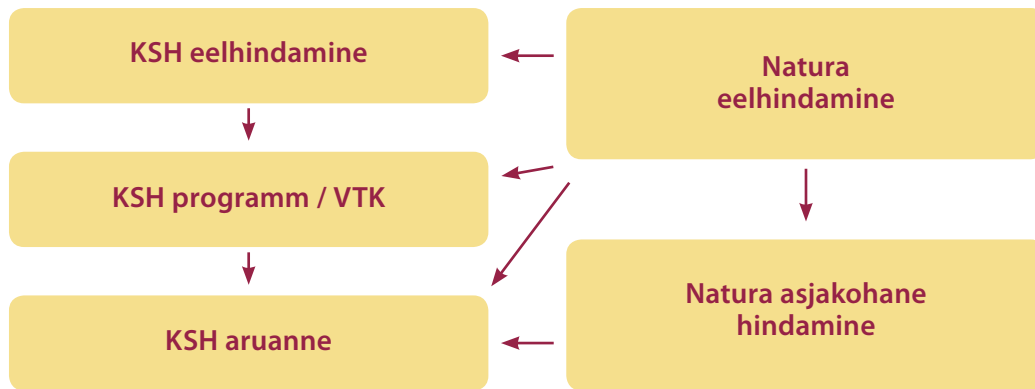 KSH eelhindamine
Natura
eelhindamine
KSH programm / VTK
Natura asjakohane
hindamine
KSH aruanne